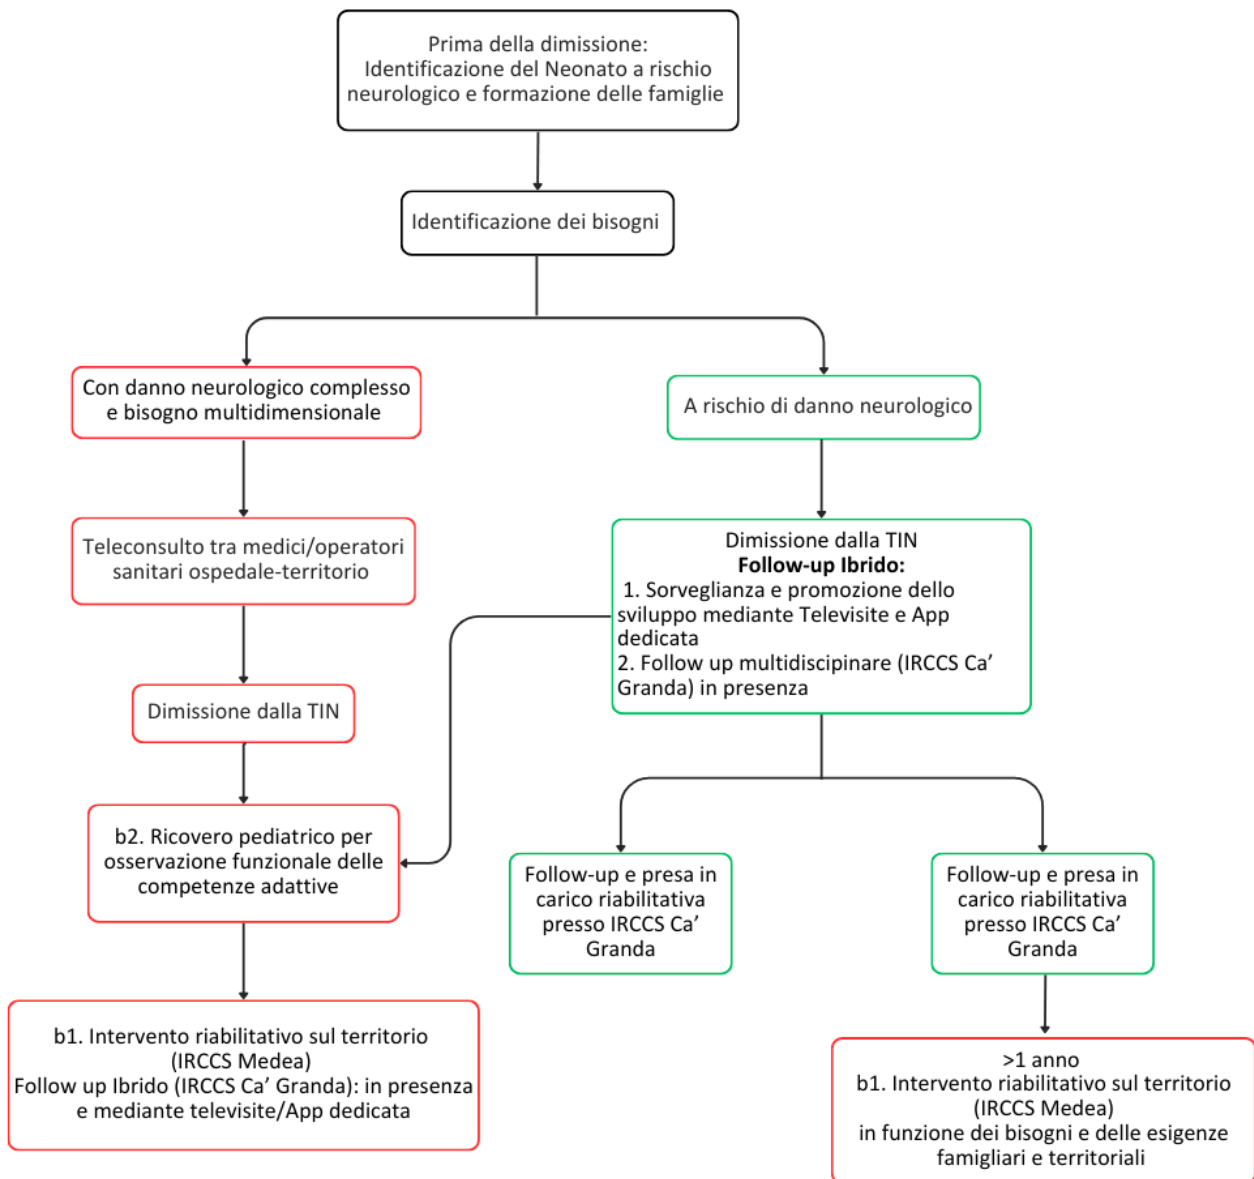 Prima della dimissione:
Identificazione del Neonato a rischio
neurologico e formazione delle famiglie
Identificazione dei bisogni
Con danno neurologico complesso
e bisogno multidimensionale
A rischio di danno neurologico
Teleconsulto tra medici/operatori
sanitari ospedale-territorio
Dimissione dalla TIN
Follow-up Ibrido:
1. Sorveglianza e promozione dello
sviluppo mediante Televisite e App
dedicata
2. Follow up multidiscipinare (IRCCS Ca’
Granda) in presenza
Dimissione dalla TIN
b2. Ricovero pediatrico per
osservazione funzionale delle
competenze adattive
Follow-up e presa in
carico riabilitativa
presso IRCCS Ca’
Granda
Follow-up e presa in
carico riabilitativa
presso IRCCS Ca’
Granda
b1. Intervento riabilitativo sul territorio
(IRCCS Medea)
Follow up Ibrido (IRCCS Ca’ Granda): in presenza
e mediante televisite/App dedicata
>1 anno
b1. Intervento riabilitativo sul territorio
(IRCCS Medea)
in funzione dei bisogni e delle esigenze
famigliari e territoriali